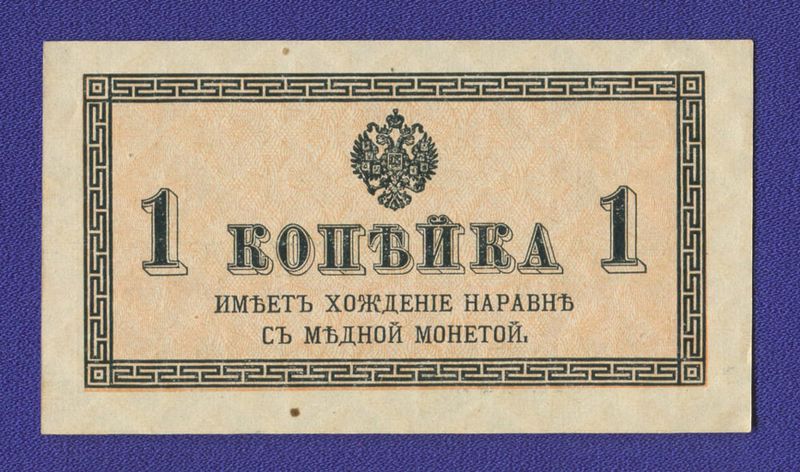 1 КОПѢЙКА 1
ИМѢЕТЪ ХОЖДЕНІЕ НАРАВНѢ
СЪ МѢДНОЙ МОНЕТОЙ.